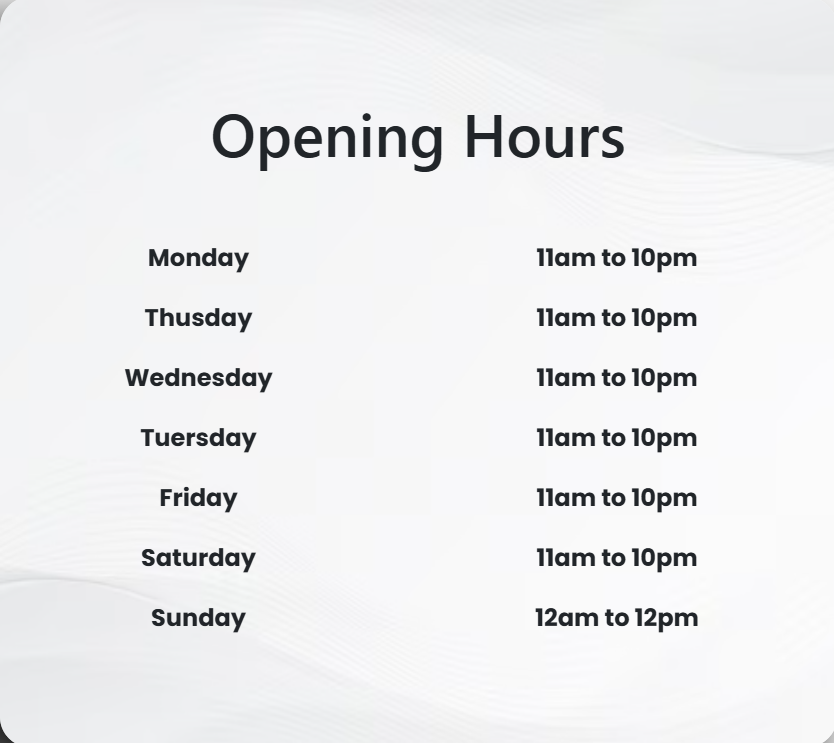 Opening Hours
Monday 11am to 10pm
Thusday 11am to 10pm
Wednesday 11am to 10pm
Tuersday 11am to 10pm
Friday 11am to 10pm
Saturday 11am to 10pm
Sunday 12am to 12pm